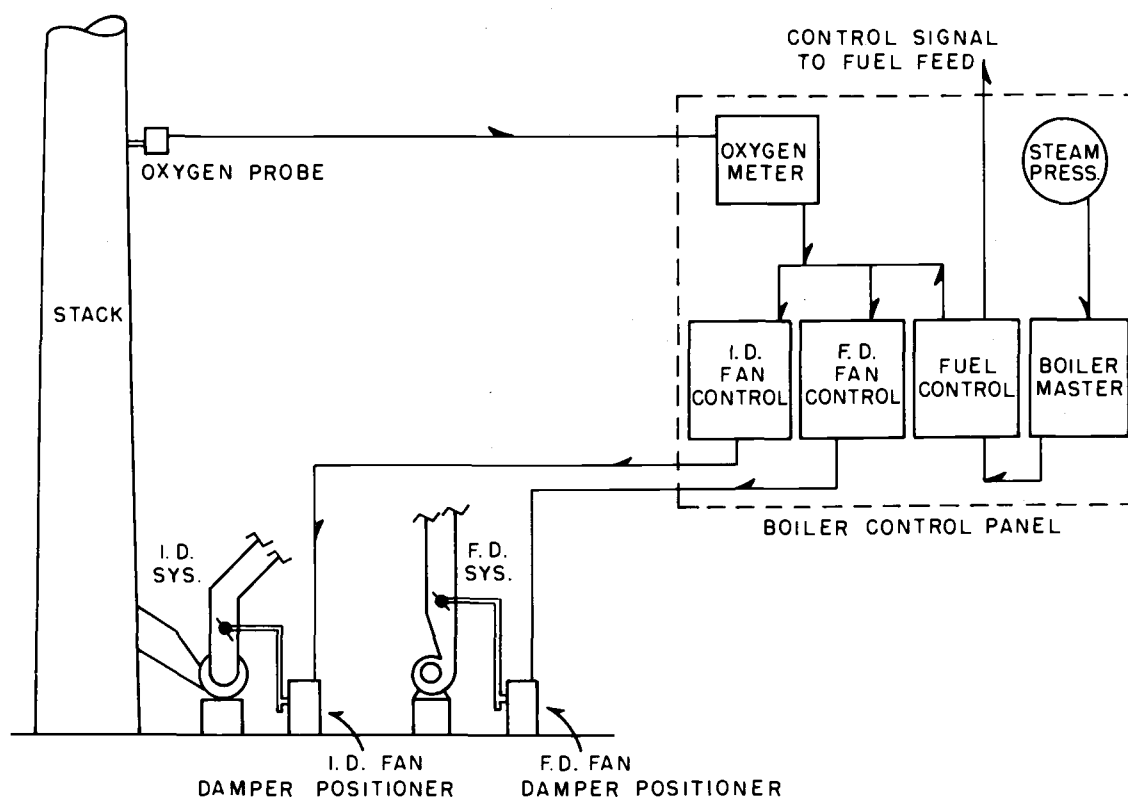 CONTROL SIGNAL
TO FUEL FEED
OXYGEN PROBE
OXYGEN
METER
STEAM
PRESS.
STACK
I.D.
FAN
CONTROL
F.D.
FAN
CONTROL
FUEL
CONTROL
BOILER
MASTER
BOILER CONTROL PANEL
I.D.
SYS.
F.D.
SYS.
I.D. FAN
DAMPER POSITIONER
F.D. FAN
DAMPER POSITIONER